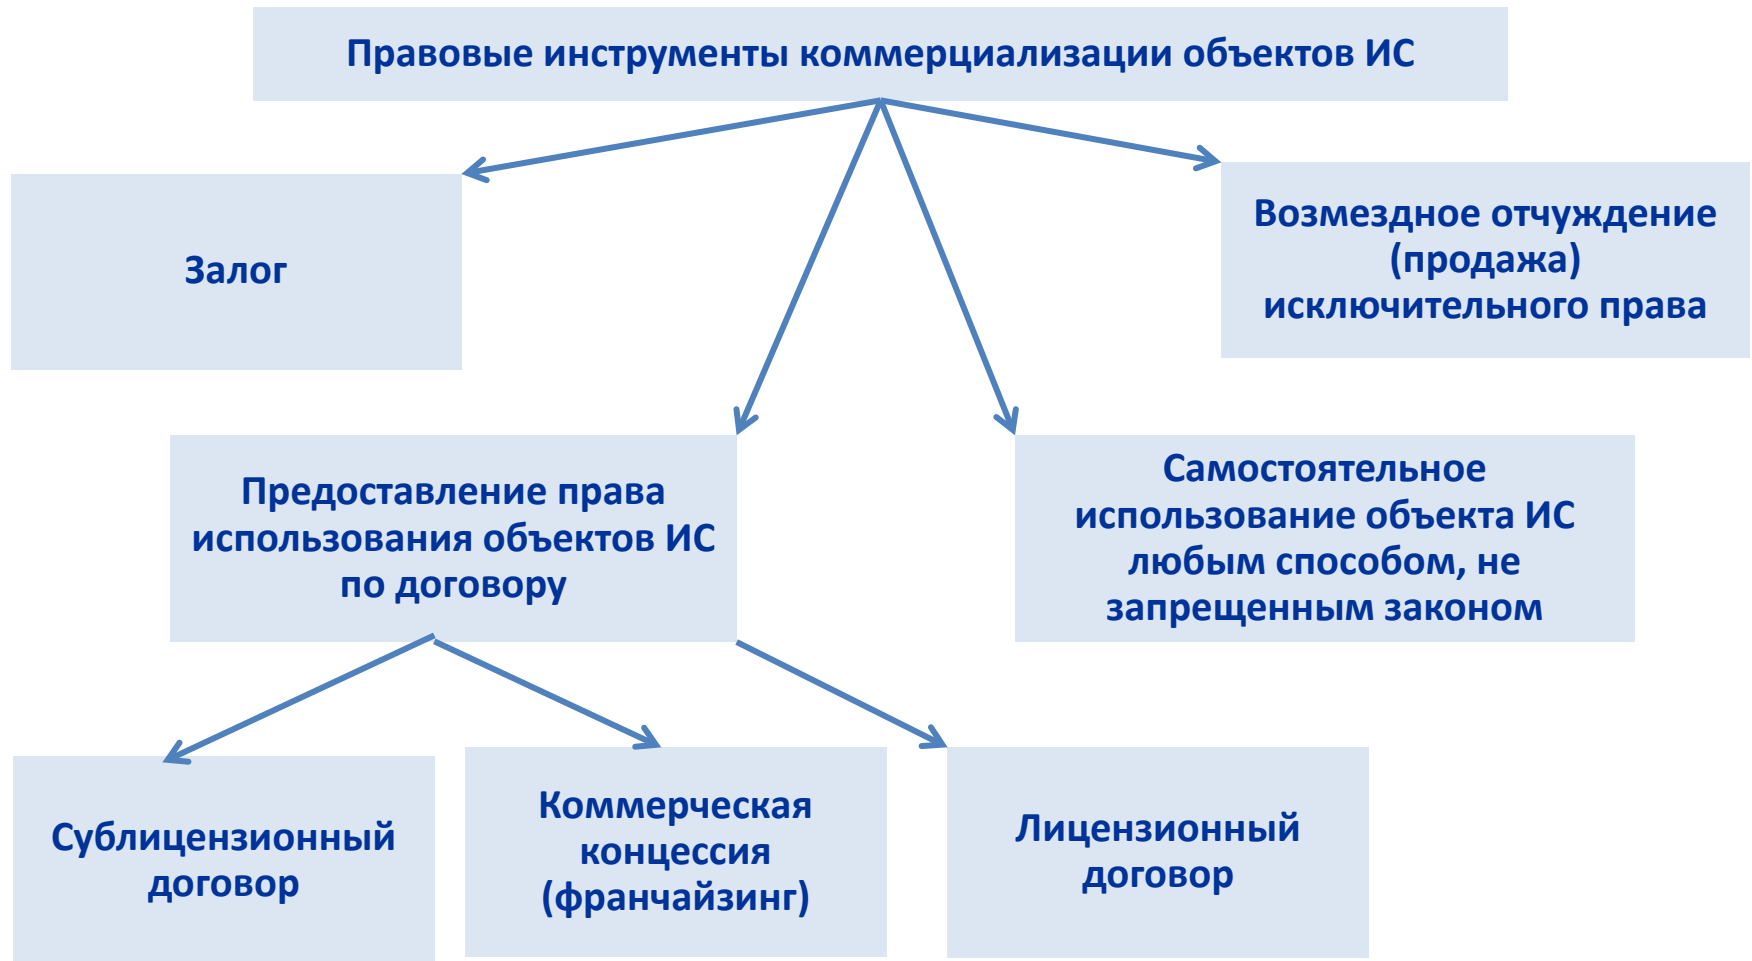 Правовые инструменты коммерциализации объектов ИС
Залог
Возмездное отчуждение
(продажа)
исключительного права
Предоставление права
использования объектов ИС
по договору
Самостоятельное
использование объекта ИС
любым способом, не
запрещенным законом
Сублицензионный
договор
Коммерческая
концессия
(франчайзинг)
Лицензионный
договор